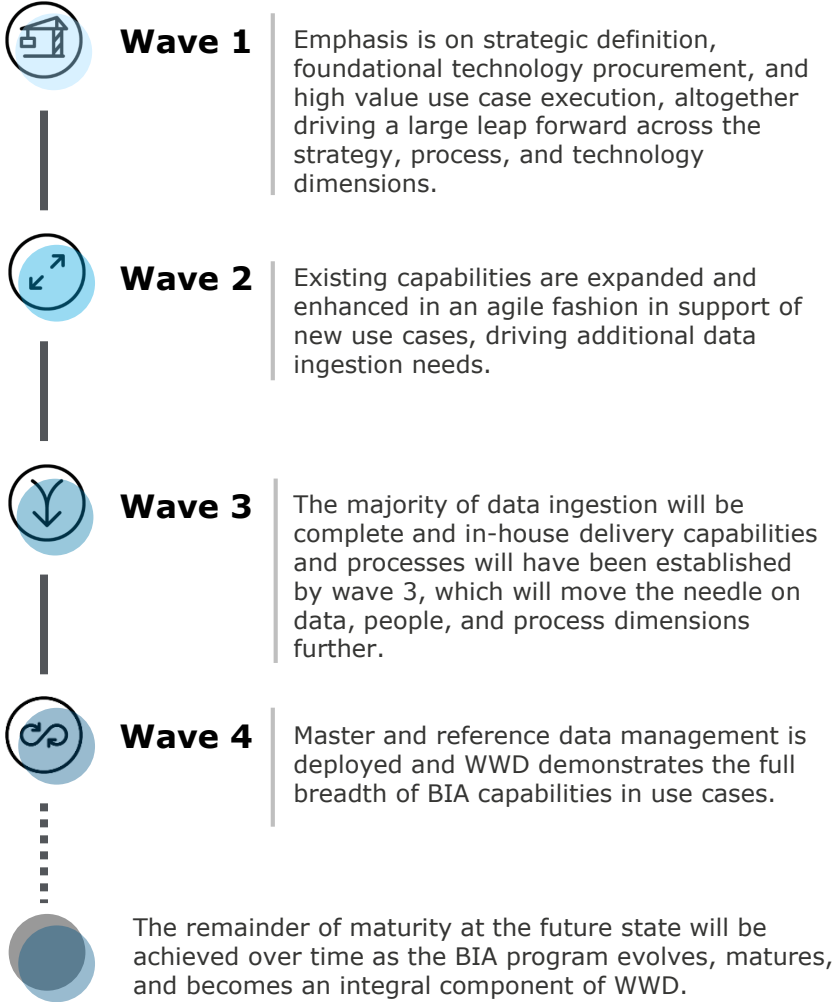 Wave 1
Emphasis is on strategic definition,
foundational technology procurement, and
high value use case execution, altogether
driving a large leap forward across the
strategy, process, and technology
dimensions.
Wave 2
Existing capabilities are expanded and
enhanced in an agile fashion in support of
new use cases, driving additional data
ingestion needs.
Wave 3
The majority of data ingestion will be
complete and in-house delivery capabilities
and processes will have been established
by wave 3, which will move the needle on
data, people, and process dimensions
further.
Wave 4
Master and reference data management is
deployed and WWD demonstrates the full
breadth of BIA capabilities in use cases.
The remainder of maturity at the future state will be
achieved over time as the BIA program evolves, matures,
and becomes an integral component of WWD.